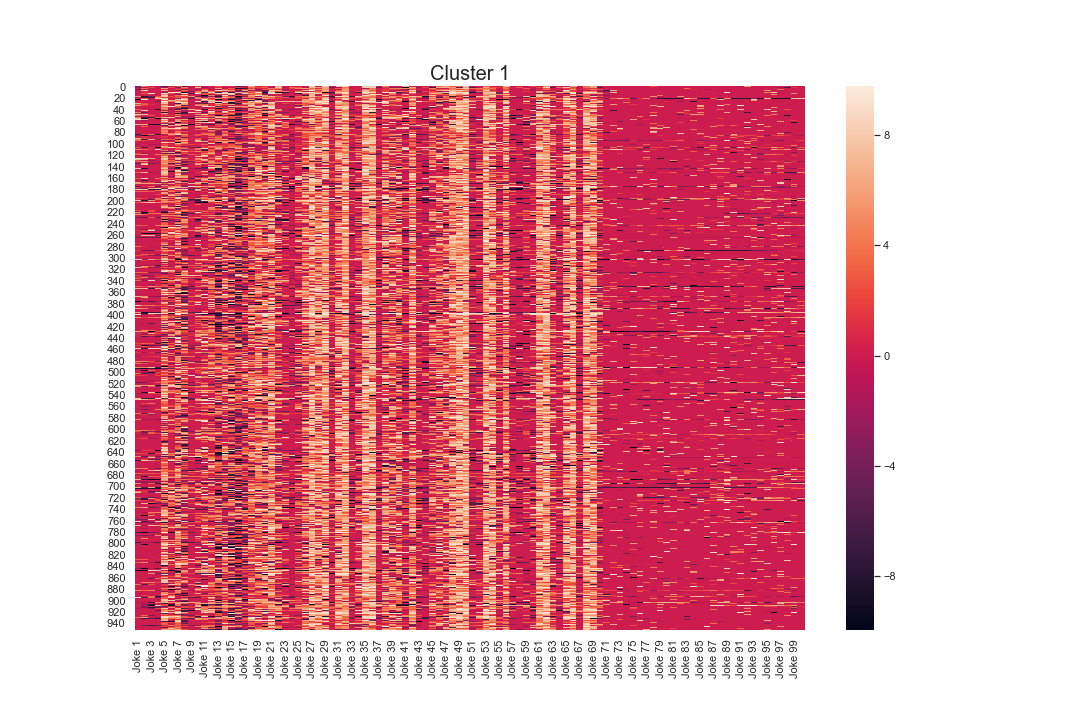 Cluster 1
0
20
40
60
80
100
120
140
160
180
200
220
240
260
280
300
320
340
360
380
400
420
440
460
480
500
520
540
560
580
600
620
640
660
680
700
720
740
760
780
800
820
840
860
880
900
920
940
Joke 1
Joke 3
Joke 5
Joke 7
Joke 9
Joke 11
Joke 13
Joke 15
Joke 17
Joke 19
Joke 21
Joke 23
Joke 25
Joke 27
Joke 29
Joke 31
Joke 33
Joke 35
Joke 37
Joke 39
Joke 41
Joke 43
Joke 45
Joke 47
Joke 49
Joke 51
Joke 53
Joke 55
Joke 57
Joke 59
Joke 61
Joke 63
Joke 65
Joke 67
Joke 69
Joke 71
Joke 73
Joke 75
Joke 77
Joke 79
Joke 81
Joke 83
Joke 85
Joke 87
Joke 89
Joke 91
Joke 93
Joke 95
Joke 97
Joke 99
8
4
0
−4
−8